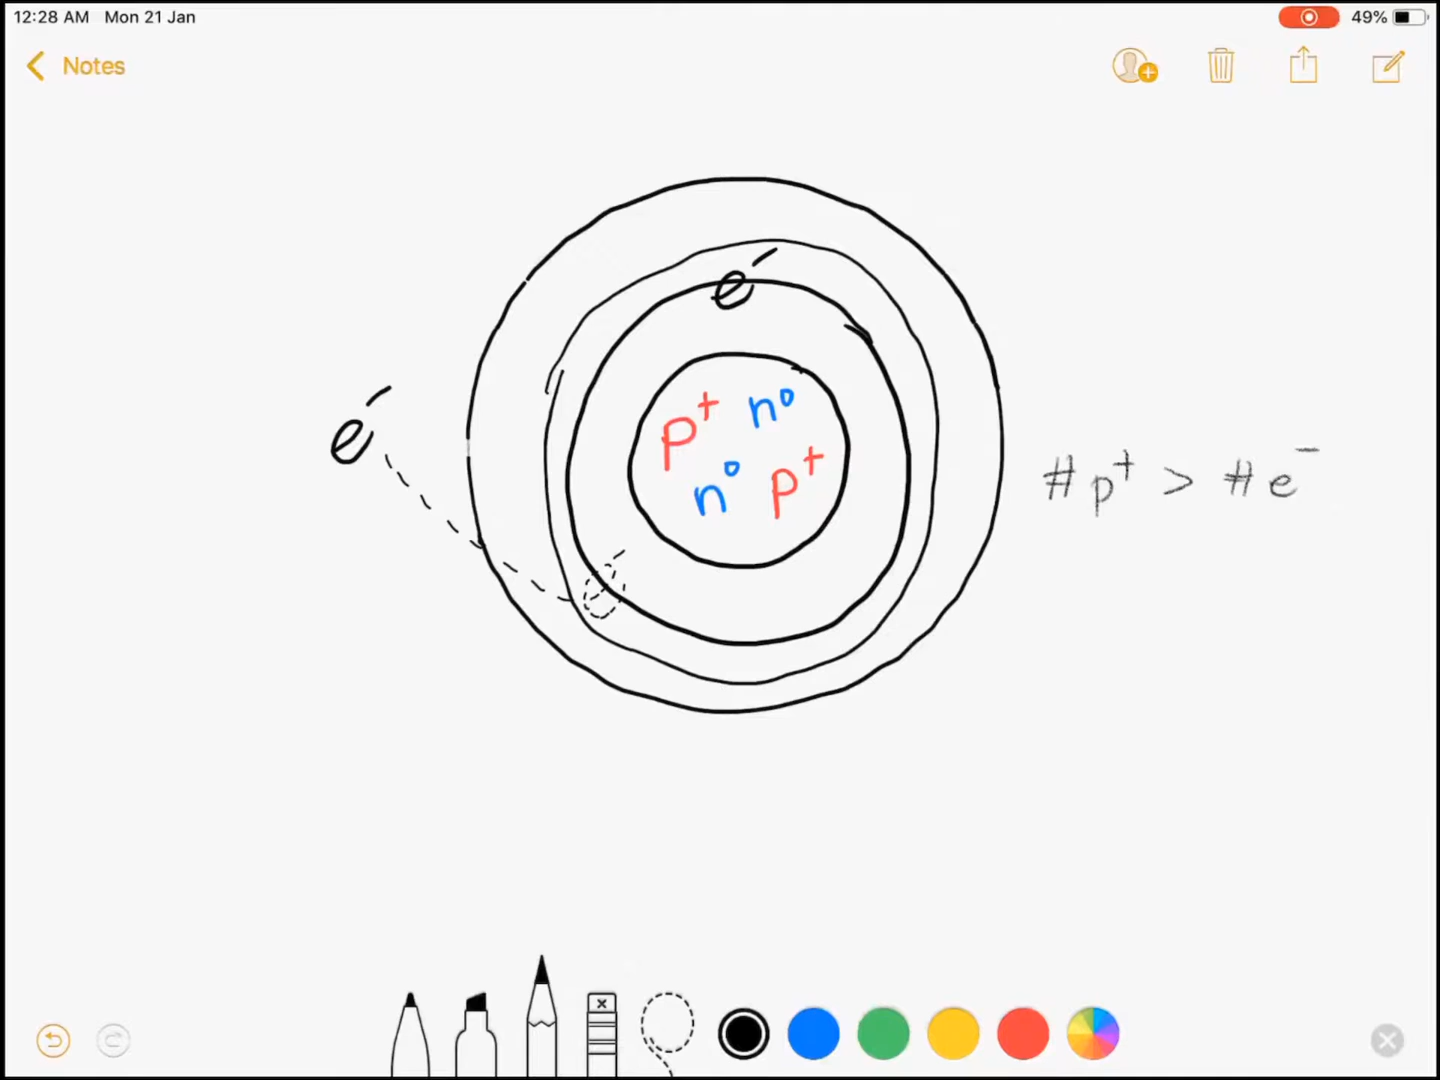 12:28 AM Mon 21 Jan
49%
Notes
e⁻
e⁻
p⁺ n⁰
n⁰ p⁺
#p⁺ > #e⁻
e⁻